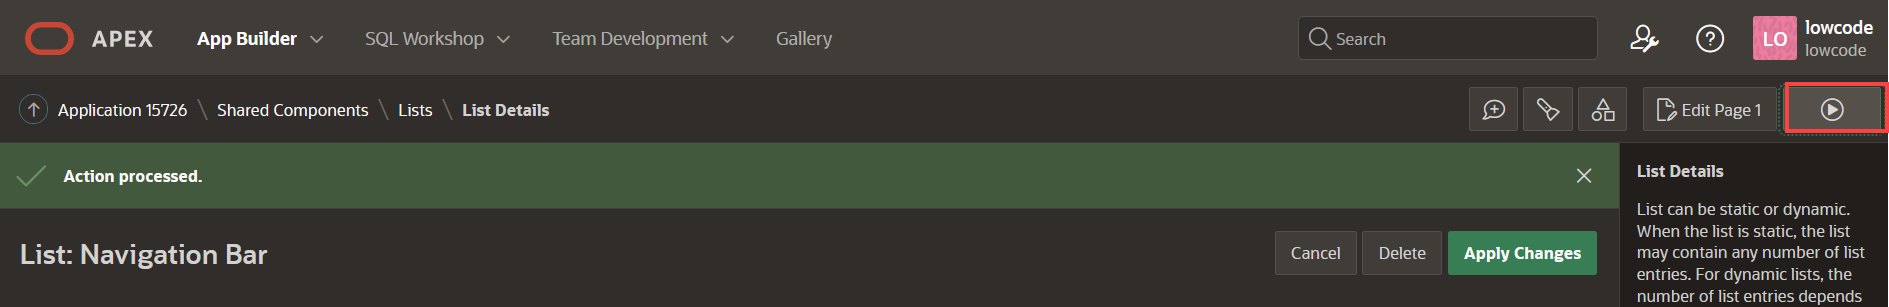 APEX App Builder SQL Workshop Team Development Gallery Search LO lowcode
lowcode
Application 15726 \ Shared Components \ Lists \ List Details Edit Page 1
Action processed.
List: Navigation Bar Cancel Delete Apply Changes
List Details
List can be static or dynamic.
When the list is static, the list
may contain any number of list
entries. For dynamic lists, the
number of list entries depends